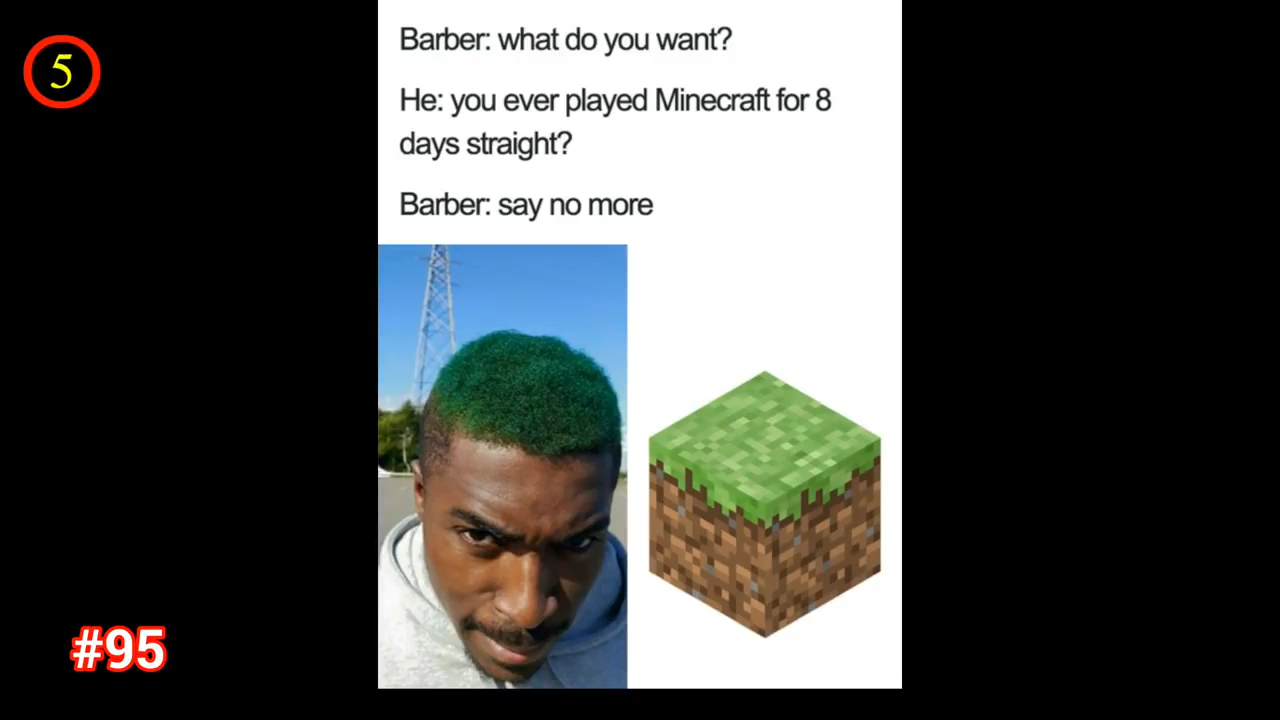 5
Barber: what do you want?
He: you ever played Minecraft for 8
days straight?
Barber: say no more
#95